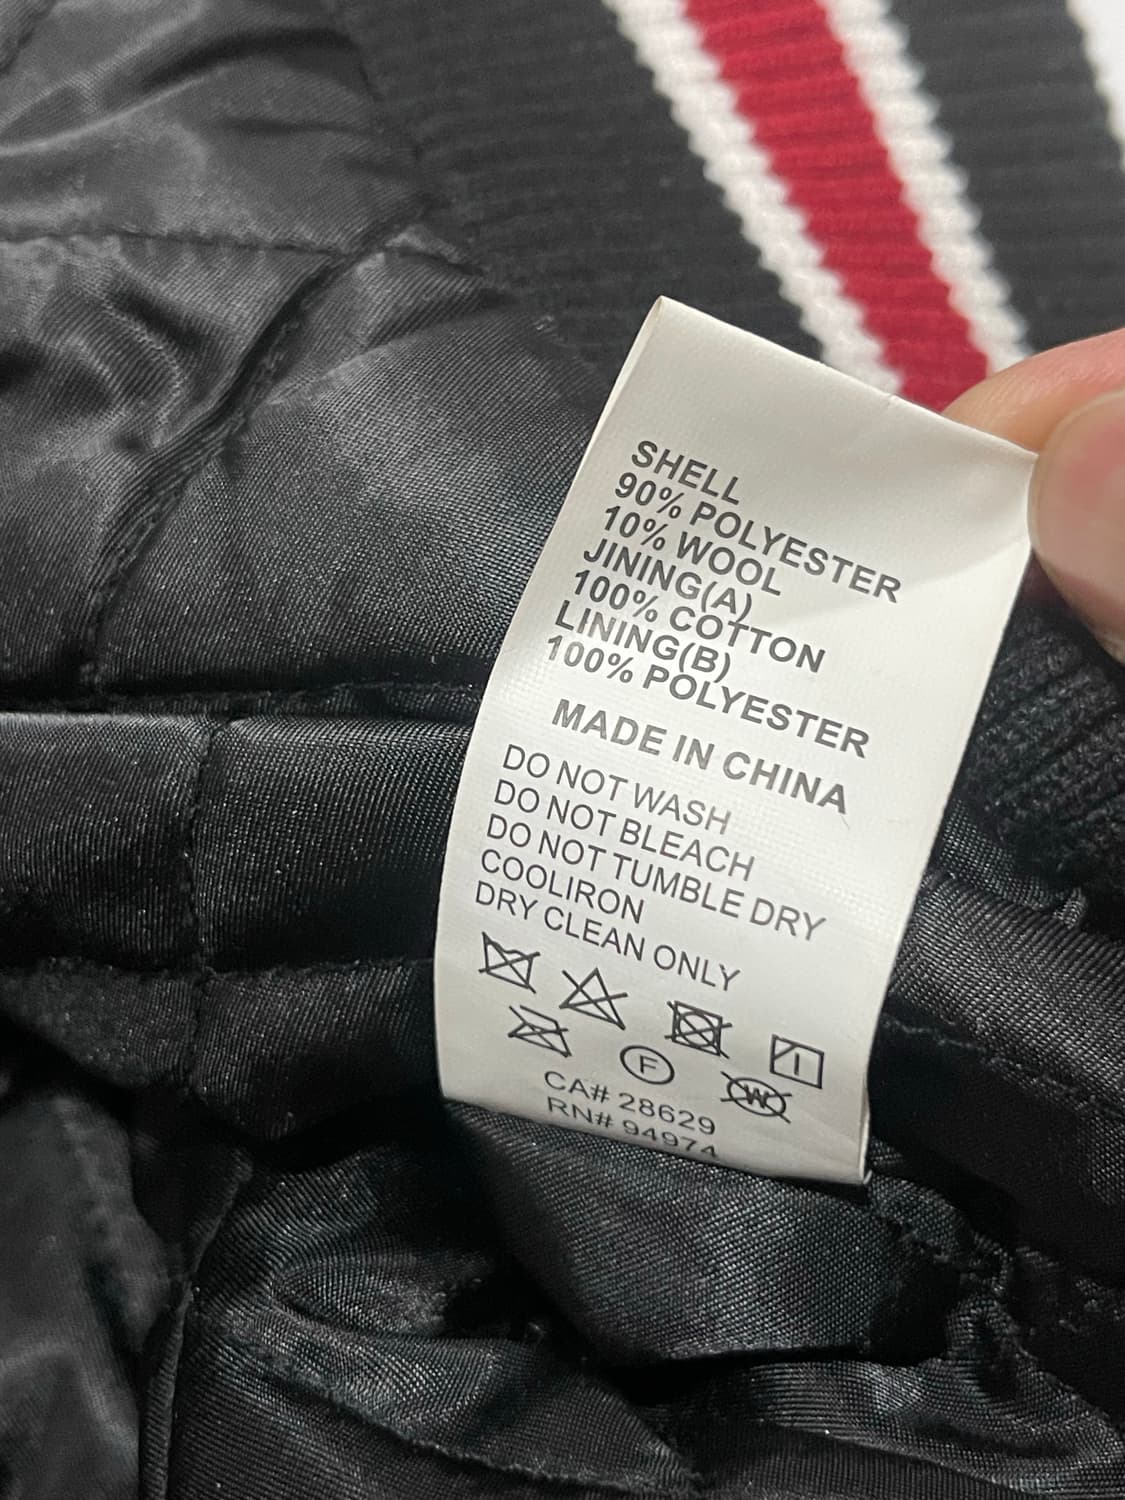 SHELL
90% POLYESTER
10% WOOL
JINING(A)
100% COTTON
LINING(B)
100% POLYESTER
MADE IN CHINA
DO NOT WASH
DO NOT BLEACH
DO NOT TUMBLE DRY
COOLIRON
DRY CLEAN ONLY
F
W
CA# 28629
RN# 94974